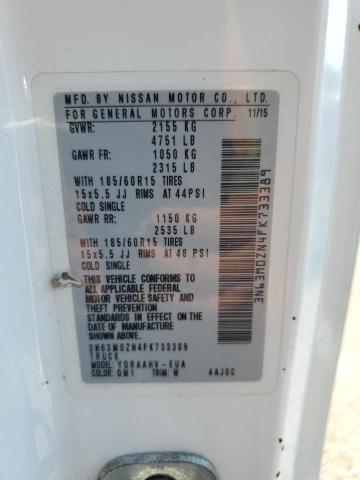 MFD. BY NISSAN MOTOR CO., LTD.
FOR GENERAL MOTORS CORP. 11/15
GVWR: 2155 KG
4751 LB
GAWR FR: 1050 KG
2315 LB
WITH 185/60R15 TIRES
15x5.5 JJ RIMS AT 44PSI
COLD SINGLE
GAWR RR: 1150 KG
2535 LB
WITH 185/60R15 TIRES
15x5.5 JJ RIMS AT 48 PSI
COLD SINGLE
THIS VEHICLE CONFORMS TO
ALL APPLICABLE FEDERAL
MOTOR VEHICLE SAFETY
AND THEFT PREVENTION
STANDARDS IN EFFECT ON
THE DATE OF MANUFACTURE
SHOWN ABOVE.
3N63M0ZN4FK733389
TRUCK
MODEL: YDRAAHV-EUA
COLOR: QM1 TRIM: W 4AJ0C
3N63M0ZN4FK733389